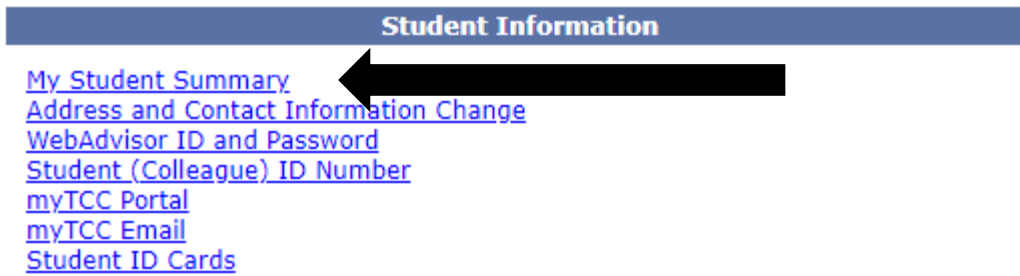 Student Information
My Student Summary
Address and Contact Information Change
WebAdvisor ID and Password
Student (Colleague) ID Number
myTCC Portal
myTCC Email
Student ID Cards